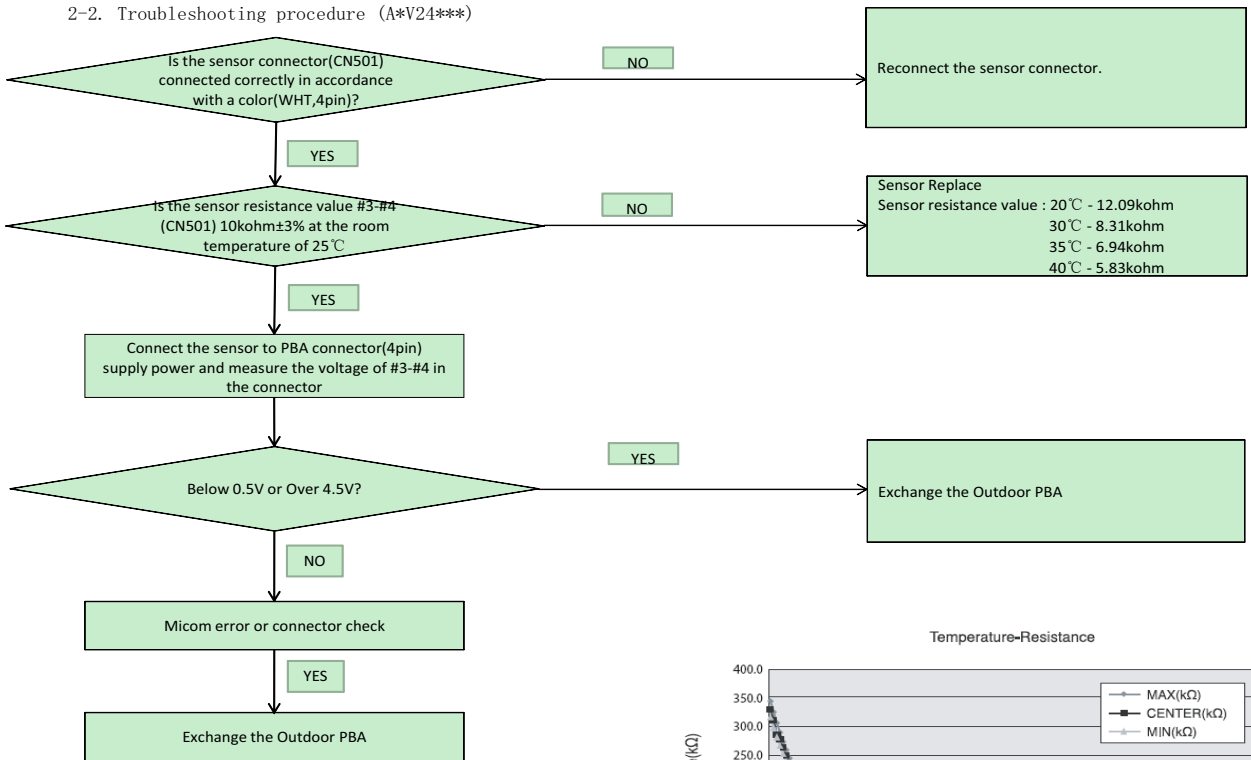 2-2. Troubleshooting procedure (A*V24***)
Is the sensor connector(CN501)
connected correctly in accordance
with a color(WHT,4pin)?
NO
Reconnect the sensor connector.
YES
Is the sensor resistance value #3-#4
(CN501) 10kohm±3% at the room
temperature of 25℃
NO
Sensor Replace
Sensor resistance value : 20℃ - 12.09kohm
30℃ - 8.31kohm
35℃ - 6.94kohm
40℃ - 5.83kohm
YES
Connect the sensor to PBA connector(4pin)
supply power and measure the voltage of #3-#4 in
the connector
Below 0.5V or Over 4.5V?
YES
Exchange the Outdoor PBA
NO
Micom error or connector check
YES
Exchange the Outdoor PBA
Temperature-Resistance
400.0
350.0
300.0
250.0
MAX(kΩ)
CENTER(kΩ)
MIN(kΩ)
(kΩ)